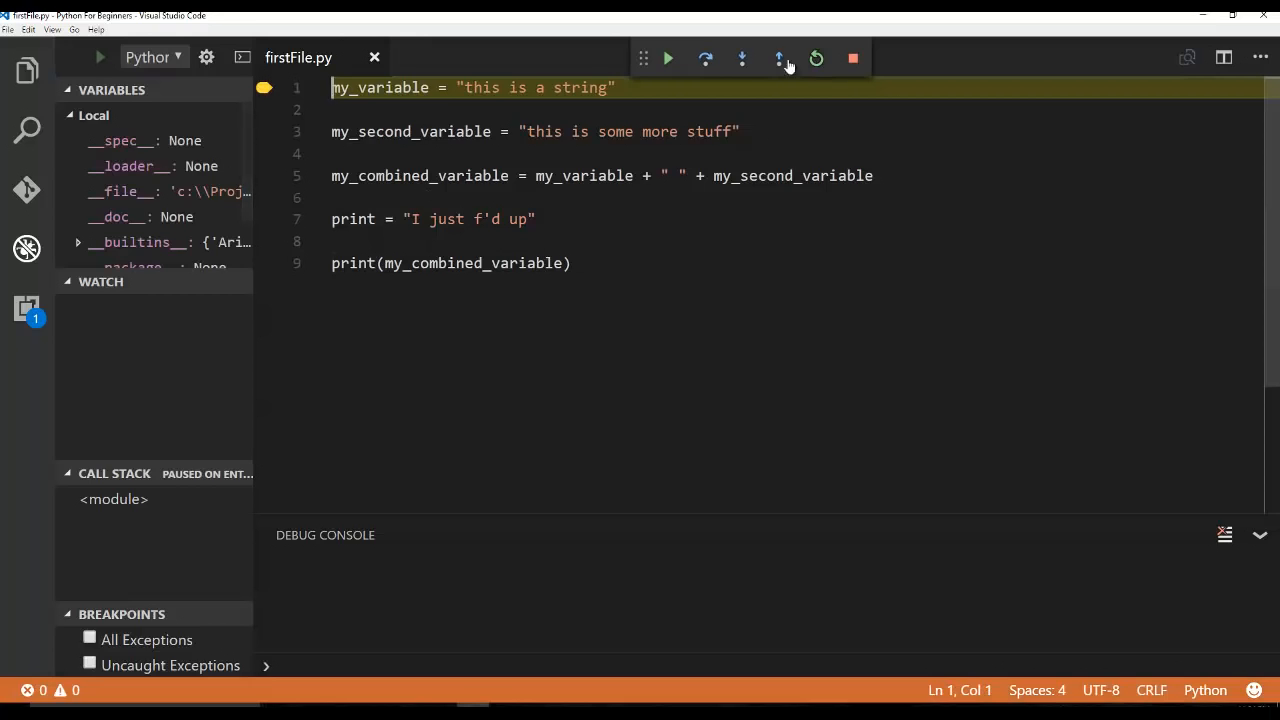 firstFile.py - Python For Beginners - Visual Studio Code
File Edit View Go Help
Python
firstFile.py
VARIABLES
Local
__spec__: None
__loader__: None
__file__: 'c:\\Proj...
__doc__: None
__builtins__: {'Ari...
__package__: None
WATCH
CALL STACK PAUSED ON ENT...
<module>
BREAKPOINTS
All Exceptions
Uncaught Exceptions
1
1 my_variable = "this is a string"
2
3 my_second_variable = "this is some more stuff"
4
5 my_combined_variable = my_variable + " " + my_second_variable
6
7 print = "I just f'd up"
8
9 print(my_combined_variable)
DEBUG CONSOLE
0 0
Ln 1, Col 1 Spaces: 4 UTF-8 CRLF Python